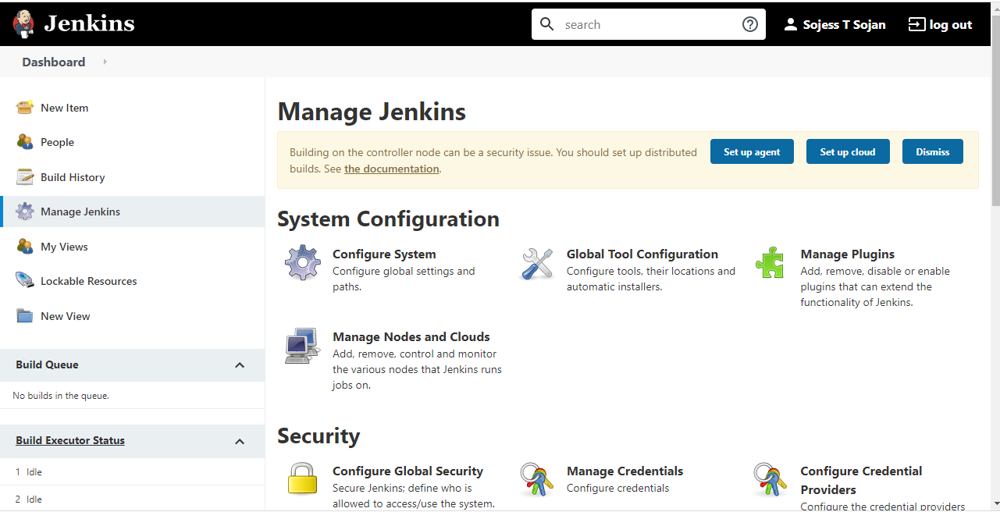 Jenkins
search
Sojess T Sojan
log out
Dashboard
New Item
People
Build History
Manage Jenkins
My Views
Lockable Resources
New View
Build Queue
No builds in the queue.
Build Executor Status
1 Idle
2 Idle
Manage Jenkins
Building on the controller node can be a security issue. You should set up distributed
builds. See the documentation.
Set up agent
Set up cloud
Dismiss
System Configuration
Configure System
Configure global settings and
paths.
Global Tool Configuration
Configure tools, their locations and
automatic installers.
Manage Plugins
Add, remove, disable or enable
plugins that can extend the
functionality of Jenkins.
Manage Nodes and Clouds
Add, remove, control and monitor
the various nodes that Jenkins runs
jobs on.
Security
Configure Global Security
Secure Jenkins; define who is
allowed to access/use the system.
Manage Credentials
Configure credentials
Configure Credential
Providers
Configure the credential providers